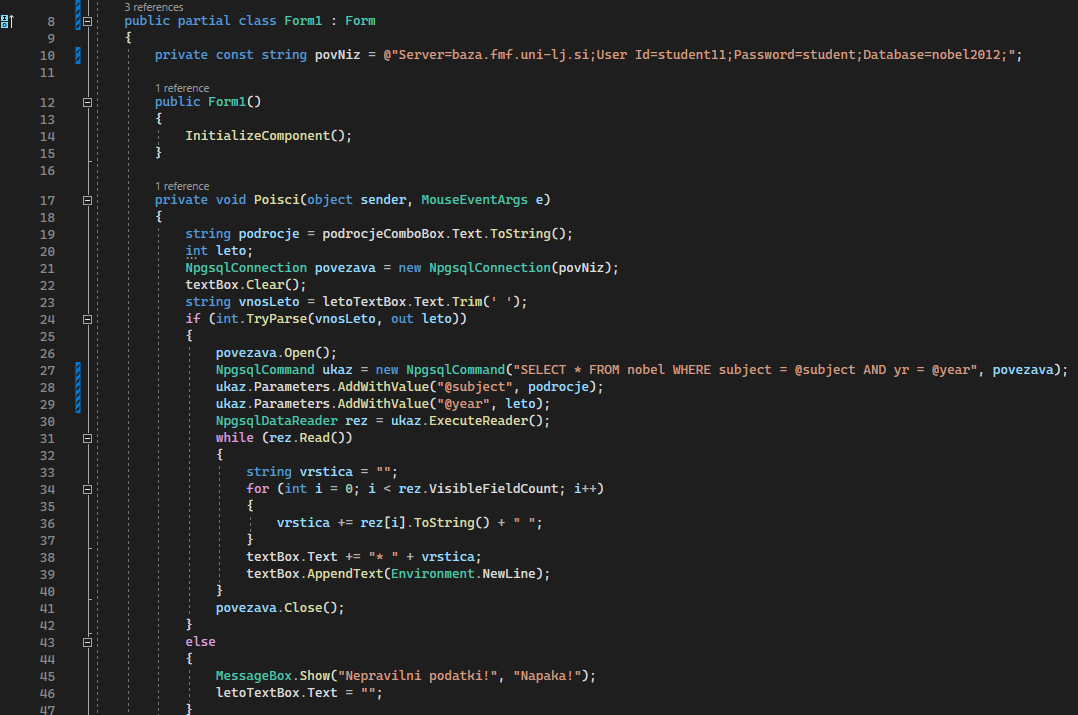 3 references
8 public partial class Form1 : Form
9 {
10 private const string povNiz = @"Server=baza.fmf.uni-lj.si;User Id=student11;Password=student;Database=nobel2012;";
11
1 reference
12 public Form1()
13 {
14 InitializeComponent();
15 }
16
1 reference
17 private void Poisci(object sender, MouseEventArgs e)
18 {
19 string podrocje = podrocjeComboBox.Text.ToString();
20 int leto;
21 NpgsqlConnection povezava = new NpgsqlConnection(povNiz);
22 textBox.Clear();
23 string vnosLeto = letoTextBox.Text.Trim(' ');
24 if (int.TryParse(vnosLeto, out leto))
25 {
26 povezava.Open();
27 NpgsqlCommand ukaz = new NpgsqlCommand("SELECT * FROM nobel WHERE subject = @subject AND yr = @year", povezava);
28 ukaz.Parameters.AddWithValue("@subject", podrocje);
29 ukaz.Parameters.AddWithValue("@year", leto);
30 NpgsqlDataReader rez = ukaz.ExecuteReader();
31 while (rez.Read())
32 {
33 string vrstica = "";
34 for (int i = 0; i < rez.VisibleFieldCount; i++)
35 {
36 vrstica += rez[i].ToString() + " ";
37 }
38 textBox.Text += "* " + vrstica;
39 textBox.AppendText(Environment.NewLine);
40 }
41 povezava.Close();
42 }
43 else
44 {
45 MessageBox.Show("Nepravilni podatki!", "Napaka!");
46 letoTextBox.Text = "";
47 }